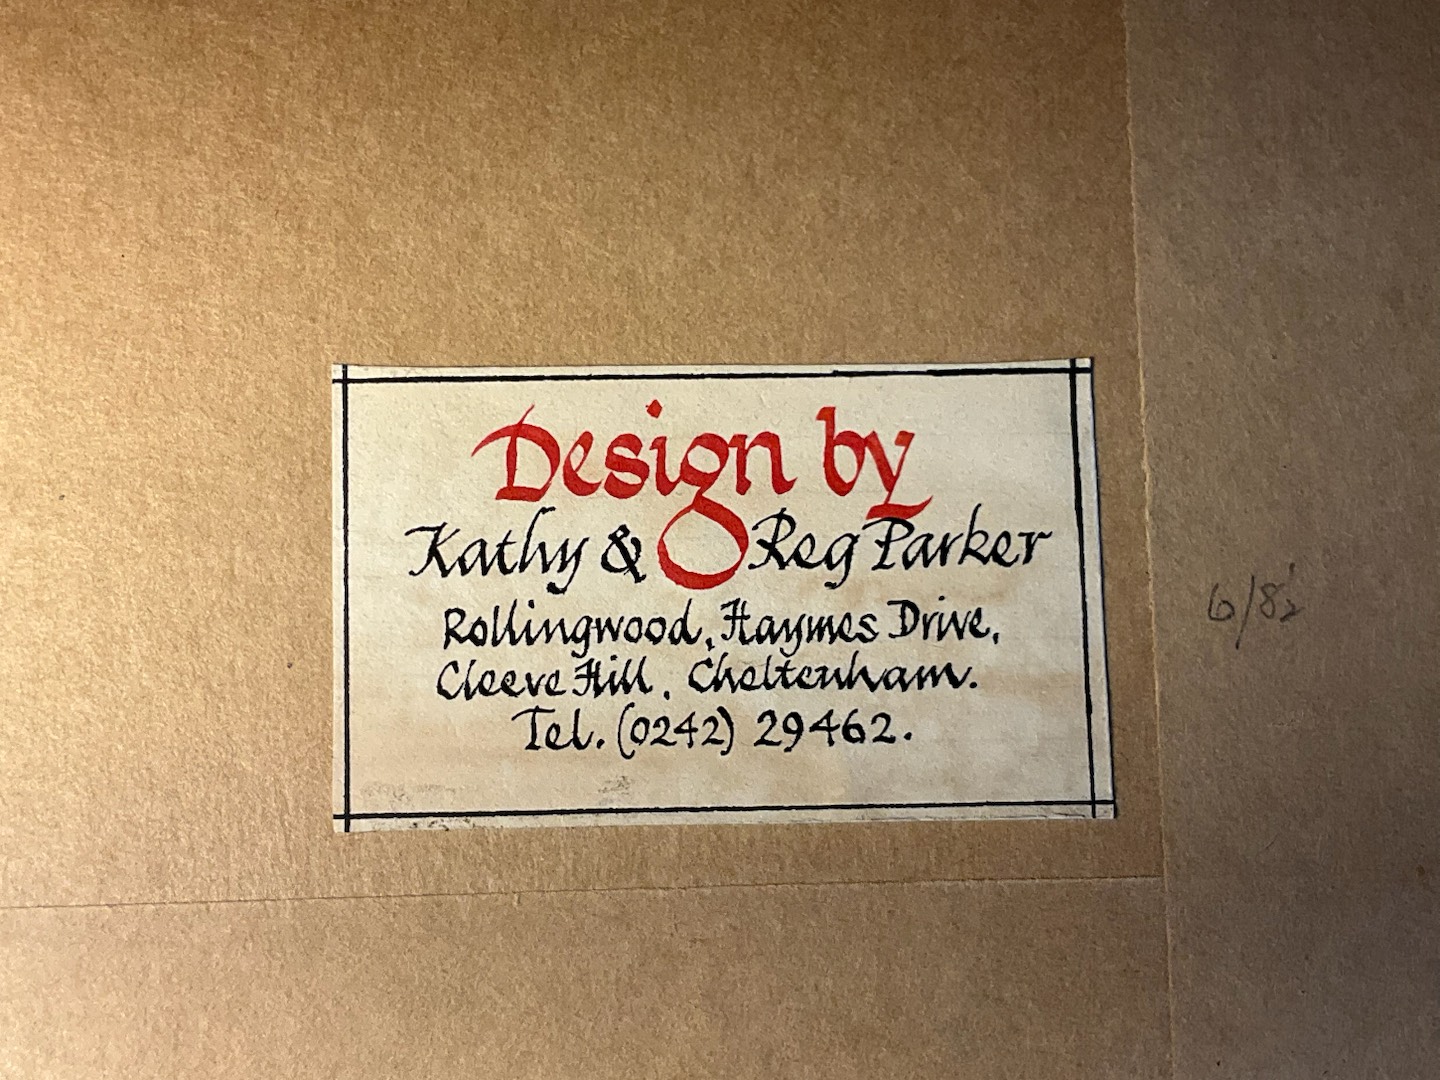 Design by
Kathy & Reg Parker
Rollingwood, Haymes Drive,
Cleeve Hill, Cheltenham.
Tel. (0242) 29462.
6/82